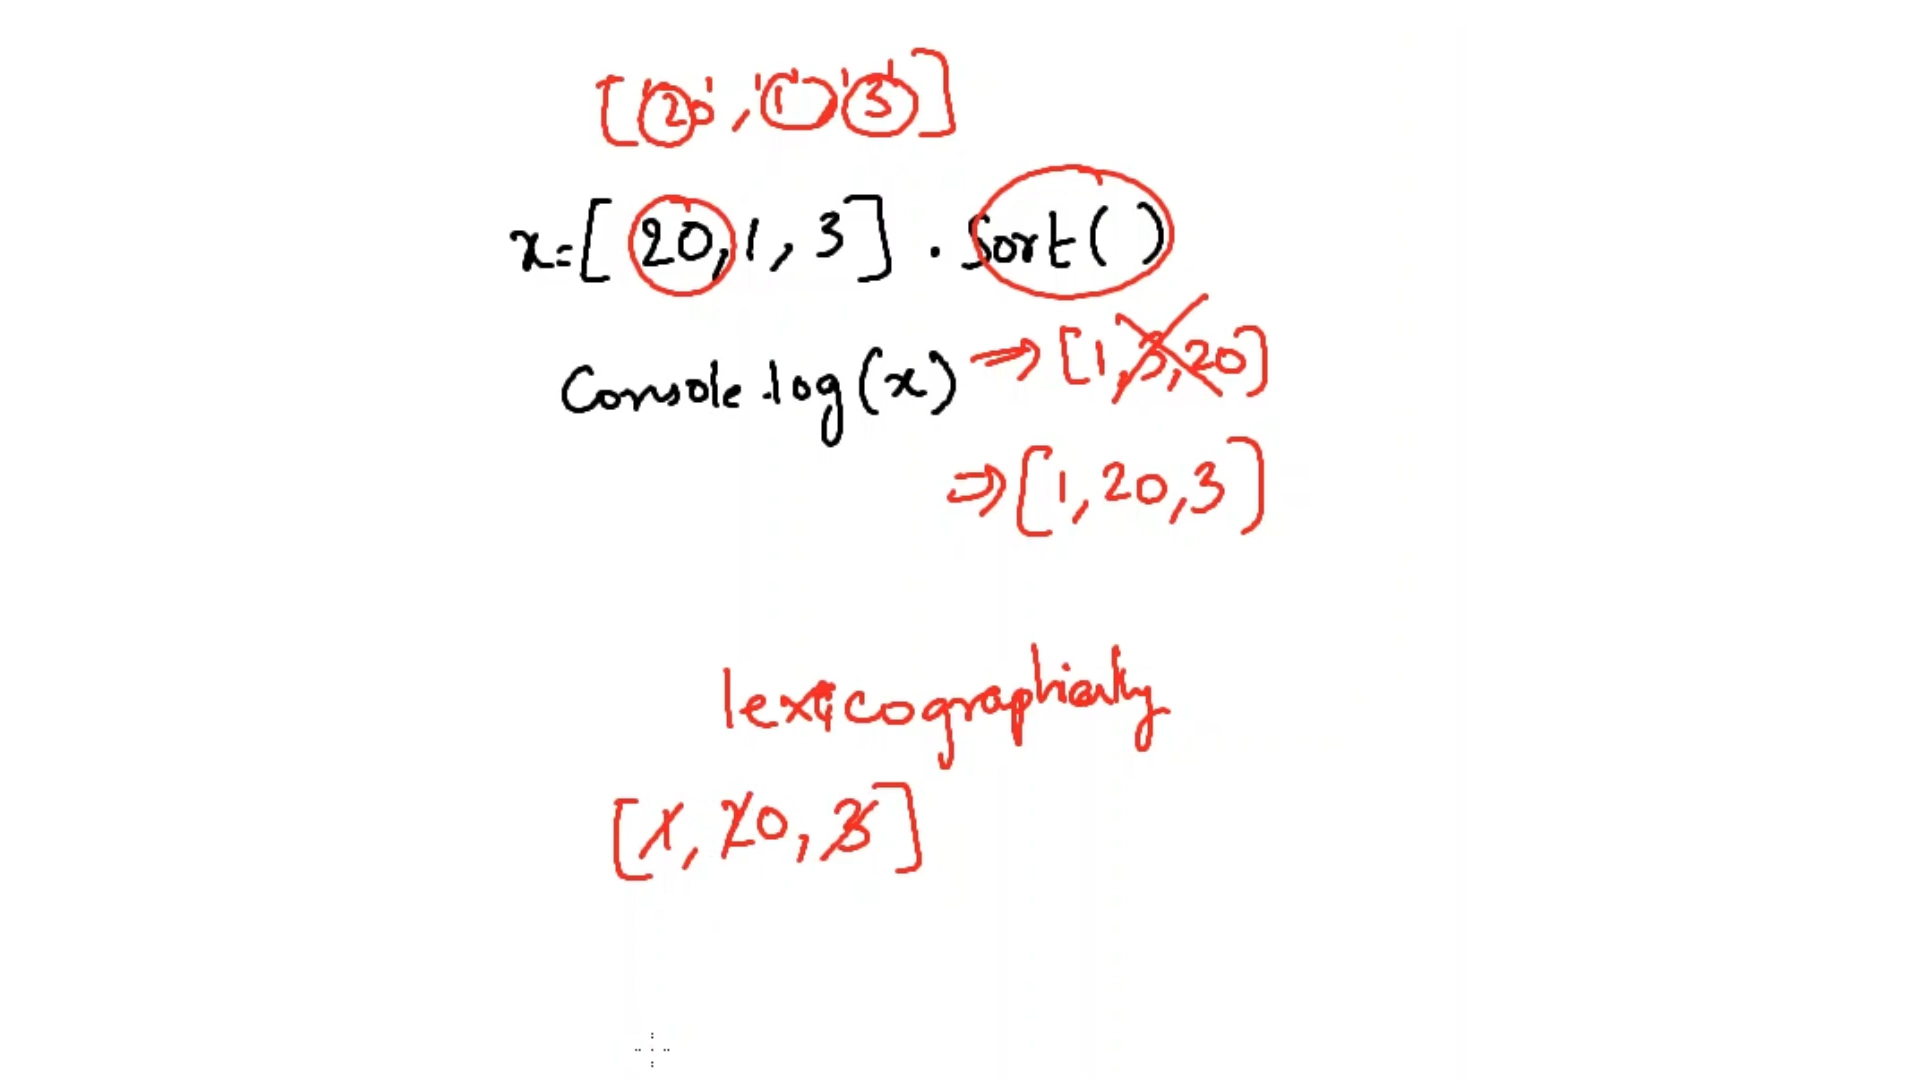 ['20', '1' '3']
x=[20,1,3].Sort()
Console.log(x) ⇒ [1,3,20]
⇒ [1,20,3]
lexicographically
[1,20,3]